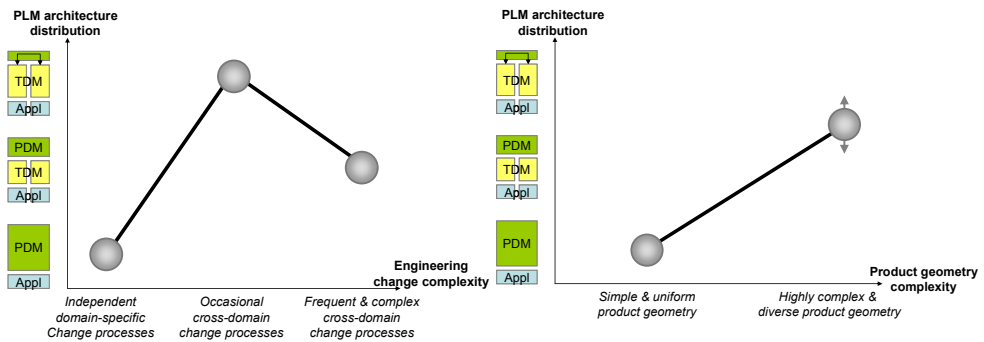 PLM architecture
distribution
TDM
Appl
PDM
TDM
Appl
PDM
Appl
Engineering
change complexity
Independent
domain-specific
Change processes
Occasional
cross-domain
change processes
Frequent & complex
cross-domain
change processes
PLM architecture
distribution
TDM
Appl
PDM
TDM
Appl
PDM
Appl
Product geometry
complexity
Simple & uniform
product geometry
Highly complex &
diverse product geometry